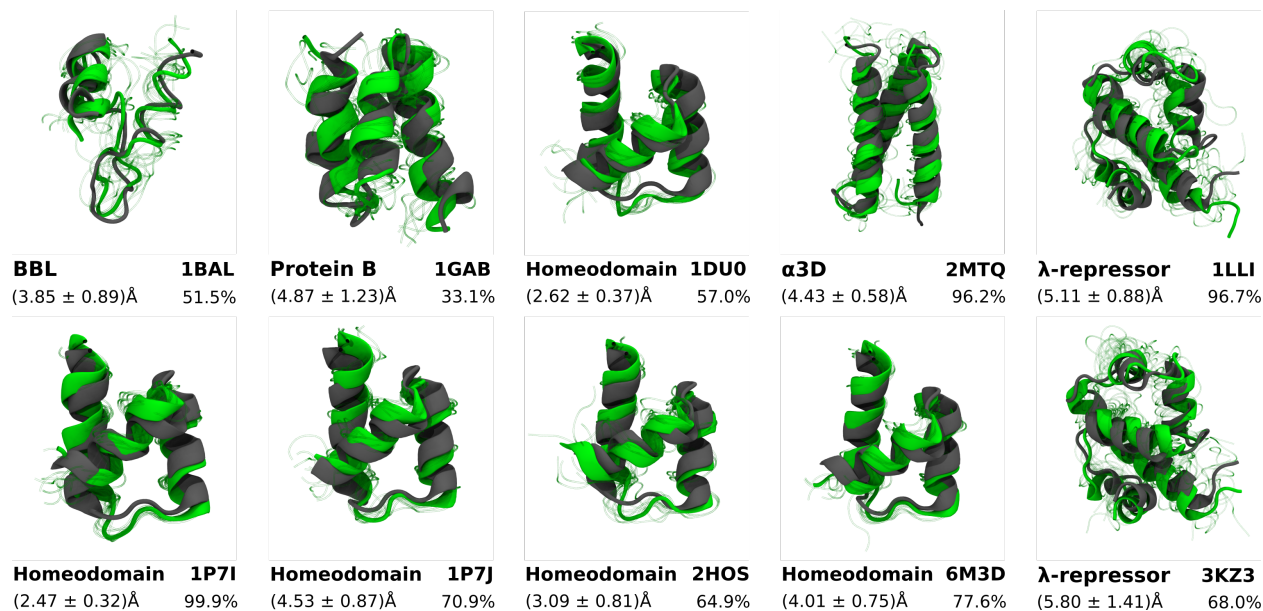 BBL 1BAL
(3.85 ± 0.89)Å 51.5%
Protein B 1GAB
(4.87 ± 1.23)Å 33.1%
Homeodomain 1DU0
(2.62 ± 0.37)Å 57.0%
α3D 2MTQ
(4.43 ± 0.58)Å 96.2%
λ-repressor 1LLI
(5.11 ± 0.88)Å 96.7%
Homeodomain 1P7I
(2.47 ± 0.32)Å 99.9%
Homeodomain 1P7J
(4.53 ± 0.87)Å 70.9%
Homeodomain 2HOS
(3.09 ± 0.81)Å 64.9%
Homeodomain 6M3D
(4.01 ± 0.75)Å 77.6%
λ-repressor 3KZ3
(5.80 ± 1.41)Å 68.0%